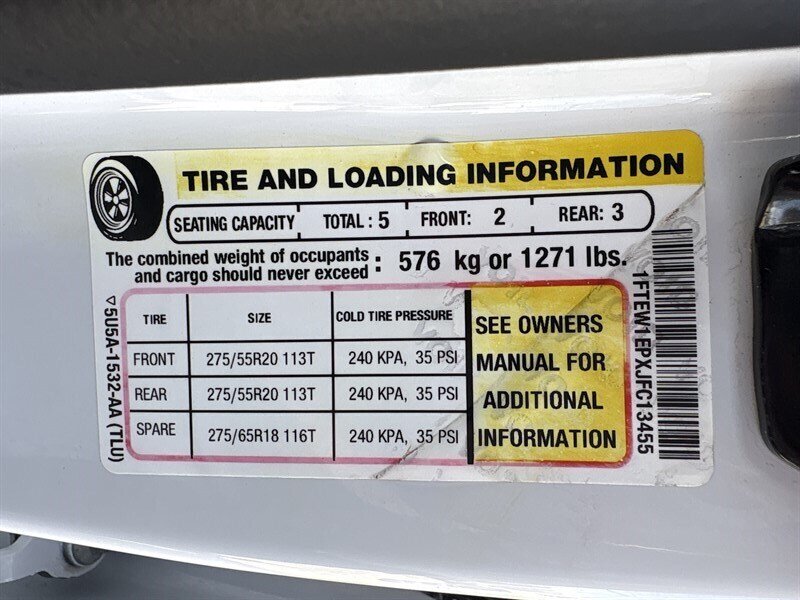 TIRE AND LOADING INFORMATION
SEATING CAPACITY TOTAL : 5 FRONT: 2 REAR: 3
The combined weight of occupants
and cargo should never exceed : 576 kg or 1271 lbs.
TIRE SIZE COLD TIRE PRESSURE
FRONT 275/55R20 113T 240 KPA, 35 PSI
REAR 275/55R20 113T 240 KPA, 35 PSI
SPARE 275/65R18 116T 240 KPA, 35 PSI
SEE OWNERS
MANUAL FOR
ADDITIONAL
INFORMATION
▽5U5A-1532-AA (TLU)
1FTEW1EPXJFC13455